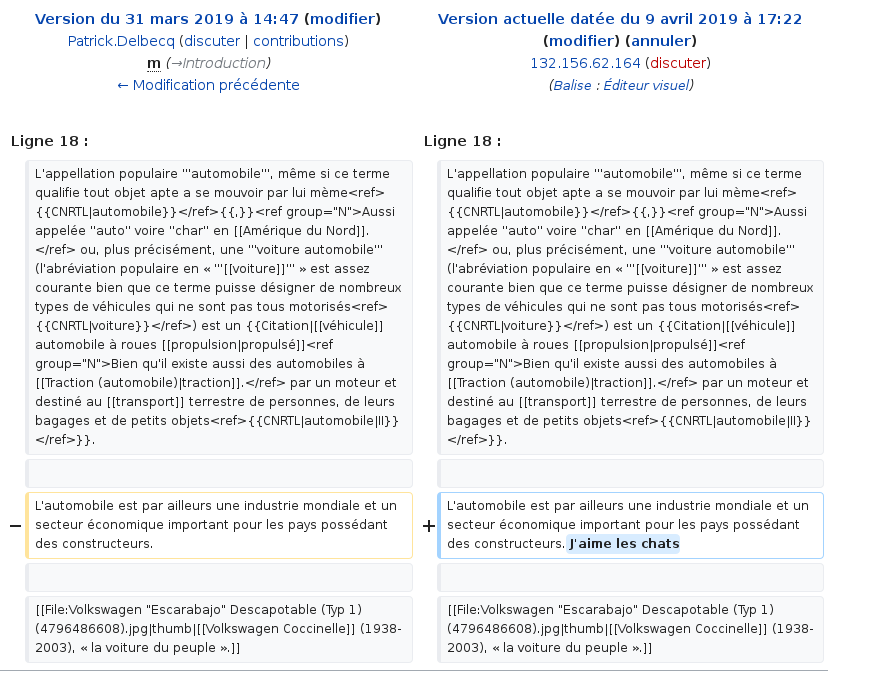 Version du 31 mars 2019 à 14:47 (modifier)
Patrick.Delbecq (discuter | contributions)
m (→Introduction)
← Modification précédente
Version actuelle datée du 9 avril 2019 à 17:22
(modifier) (annuler)
132.156.62.164 (discuter)
(Balise : Éditeur visuel)
Ligne 18 :
Ligne 18 :
L'appellation populaire '''automobile''', même si ce terme
qualifie tout objet apte a se mouvoir par lui mème<ref>
{{CNRTL|automobile}}</ref>{{,}}<ref group="N">Aussi
appelée ''auto'' voire ''char'' en [[Amérique du Nord]].
</ref> ou, plus précisément, une '''voiture automobile'''
(l'abréviation populaire en « '''[[voiture]]''' » est assez
courante bien que ce terme puisse désigner de nombreux
types de véhicules qui ne sont pas tous motorisés<ref>
{{CNRTL|voiture}}</ref>) est un {{Citation|[[véhicule]]
automobile à roues [[propulsion|propulsé]]<ref
group="N">Bien qu'il existe aussi des automobiles à
[[Traction (automobile)|traction]].</ref> par un moteur et
destiné au [[transport]] terrestre de personnes, de leurs
bagages et de petits objets<ref>{{CNRTL|automobile|II}}
</ref>}}.
L'appellation populaire '''automobile''', même si ce terme
qualifie tout objet apte a se mouvoir par lui mème<ref>
{{CNRTL|automobile}}</ref>{{,}}<ref group="N">Aussi
appelée ''auto'' voire ''char'' en [[Amérique du Nord]].
</ref> ou, plus précisément, une '''voiture automobile'''
(l'abréviation populaire en « '''[[voiture]]''' » est assez
courante bien que ce terme puisse désigner de nombreux
types de véhicules qui ne sont pas tous motorisés<ref>
{{CNRTL|voiture}}</ref>) est un {{Citation|[[véhicule]]
automobile à roues [[propulsion|propulsé]]<ref
group="N">Bien qu'il existe aussi des automobiles à
[[Traction (automobile)|traction]].</ref> par un moteur et
destiné au [[transport]] terrestre de personnes, de leurs
bagages et de petits objets<ref>{{CNRTL|automobile|II}}
</ref>}}.
− L'automobile est par ailleurs une industrie mondiale et un
secteur économique important pour les pays possédant
des constructeurs.
+ L'automobile est par ailleurs une industrie mondiale et un
secteur économique important pour les pays possédant
des constructeurs. J'aime les chats
[[File:Volkswagen "Escarabajo" Descapotable (Typ 1)
(4796486608).jpg|thumb|[[Volkswagen Coccinelle]] (1938-
2003), « la voiture du peuple ».]]
[[File:Volkswagen "Escarabajo" Descapotable (Typ 1)
(4796486608).jpg|thumb|[[Volkswagen Coccinelle]] (1938-
2003), « la voiture du peuple ».]]